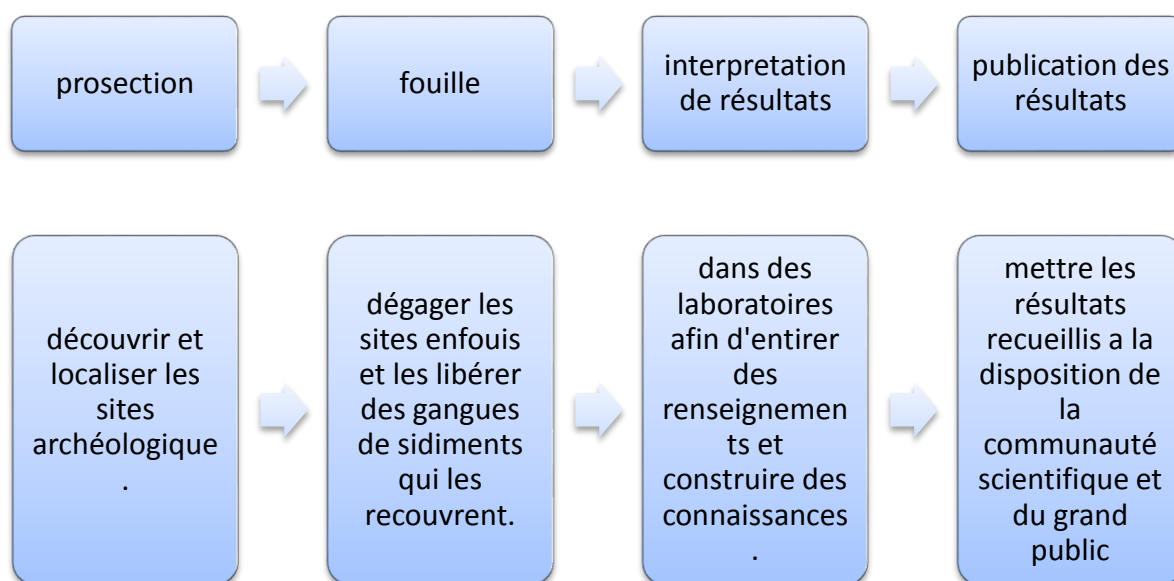 prosection
fouille
interpretation
de résultats
publication des
résultats
découvrir et
localiser les
sites
archéologique
.
dégager les
sites enfouis
et les libérer
des gangues
de sidiments
qui les
recouvrent.
dans des
laboratoires
afin d'entirer
des
renseignemen
ts et
construire des
connaissances
.
mettre les
résultats
recueillis a la
disposition de
la
communauté
scientifique et
du grand
public